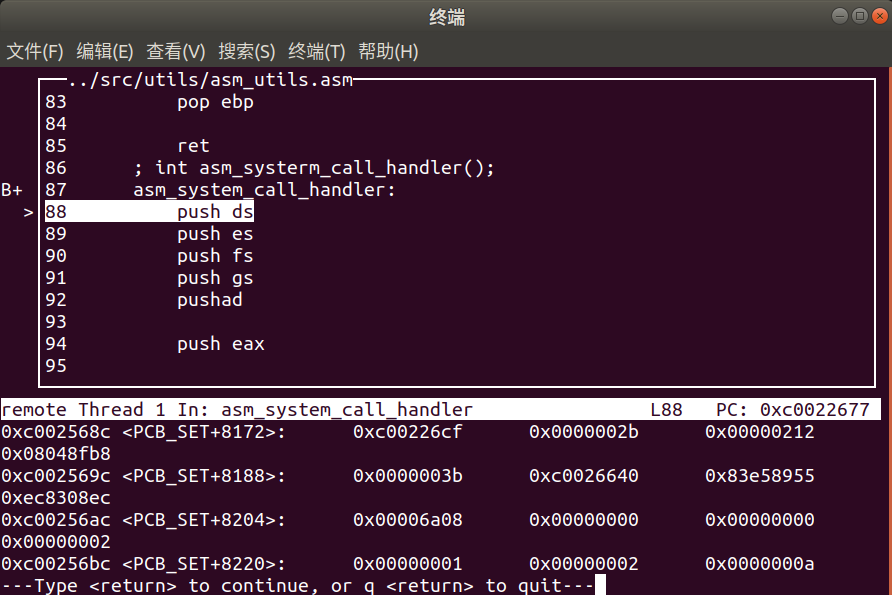 终端
文件(F) 编辑(E) 查看(V) 搜索(S) 终端(T) 帮助(H)
../src/utils/asm_utils.asm
83 pop ebp
84
85 ret
86 ; int asm_systerm_call_handler();
B+ 87 asm_system_call_handler:
> 88 push ds
89 push es
90 push fs
91 push gs
92 pushad
93
94 push eax
95
remote Thread 1 In: asm_system_call_handler L88 PC: 0xc0022677
0xc002568c <PCB_SET+8172>: 0xc00226cf 0x0000002b 0x00000212
0x08048fb8
0xc002569c <PCB_SET+8188>: 0x0000003b 0xc0026640 0x83e58955
0xec8308ec
0xc00256ac <PCB_SET+8204>: 0x00006a08 0x00000000 0x00000000
0x00000002
0xc00256bc <PCB_SET+8220>: 0x00000001 0x00000002 0x0000000a
---Type <return> to continue, or q <return> to quit---